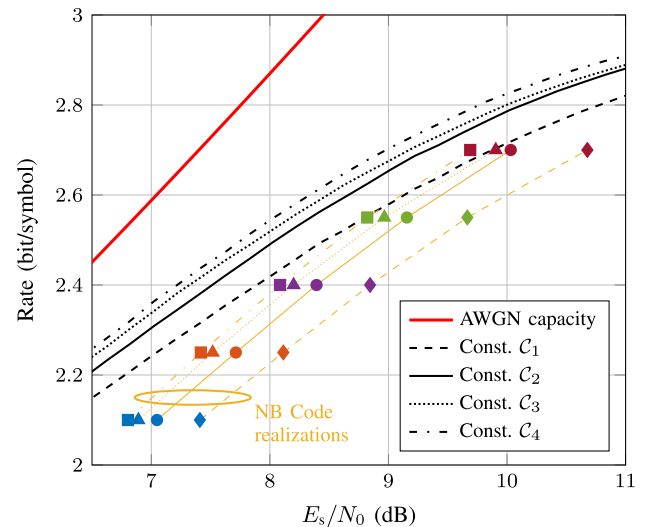 3
2.8
2.6
2.4
2.2
2
Rate (bit/symbol)
AWGN capacity
Const. C₁
Const. C₂
Const. C₃
Const. C₄
NB Code
realizations
7
8
9
10
11
Eₛ/N₀ (dB)